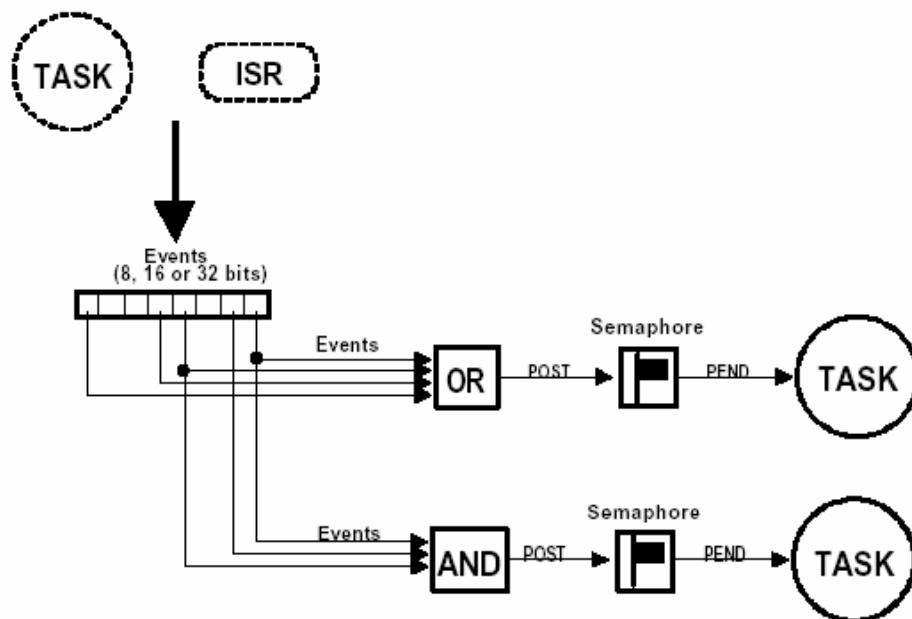 TASK
ISR
Events
(8, 16 or 32 bits)
Semaphore
Events
OR
POST
PEND
TASK
Semaphore
Events
AND
POST
PEND
TASK